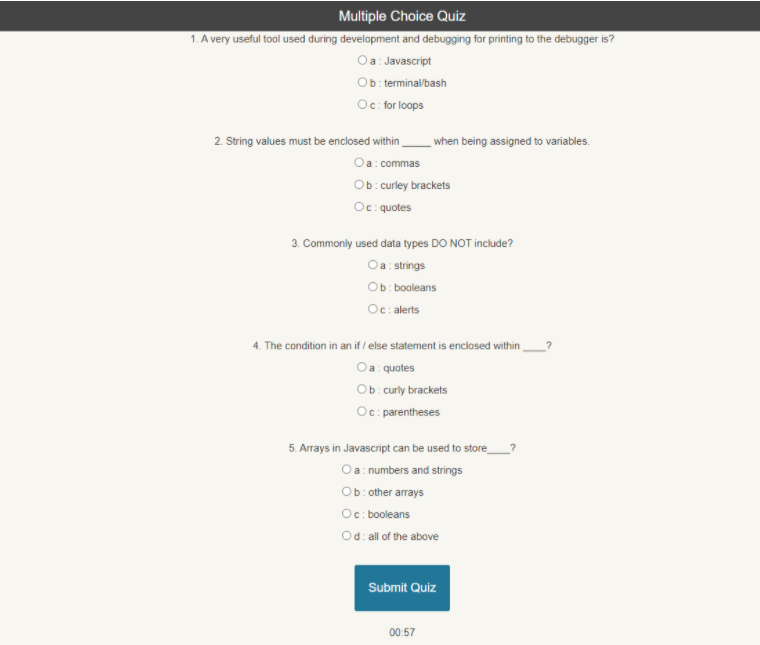 Multiple Choice Quiz
1. A very useful tool used during development and debugging for printing to the debugger is?
a : Javascript
b : terminal/bash
c : for loops
2. String values must be enclosed within _____ when being assigned to variables.
a : commas
b : curley brackets
c : quotes
3. Commonly used data types DO NOT include?
a : strings
b : booleans
c : alerts
4. The condition in an if / else statement is enclosed within ____?
a : quotes
b : curly brackets
c : parentheses
5. Arrays in Javascript can be used to store____?
a : numbers and strings
b : other arrays
c : booleans
d : all of the above
Submit Quiz
00:57